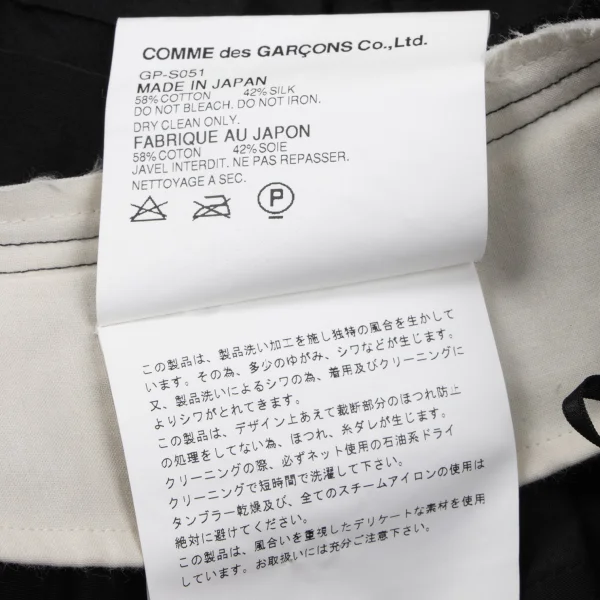 COMME des GARÇONS Co.,Ltd.
GP-S051
MADE IN JAPAN
58% COTTON 42% SILK
DO NOT BLEACH. DO NOT IRON.
DRY CLEAN ONLY.
FABRIQUE AU JAPON
58% COTON 42% SOIE
JAVEL INTERDIT. NE PAS REPASSER.
NETTOYAGE A SEC.
P
この製品は、製品洗い加工を施し独特の風合を生かして
います。その為、多少のゆがみ、シワなどが生じます。
又、製品洗いによるシワの為、着用及びクリーニングに
よりシワがとれてきます。
この製品は、デザイン上あえて裁断部分のほつれ防止
の処理をしてない為、ほつれ、糸ダレが生じます。
クリーニングの際、必ずネット使用の石油系ドライ
クリーニングで短時間で洗濯して下さい。
タンブラー乾燥及び、全てのスチームアイロンの使用は
絶対に避けてください。
この製品は、風合いを重視したデリケートな素材を使用
しています。お取扱いには充分ご注意下さい。